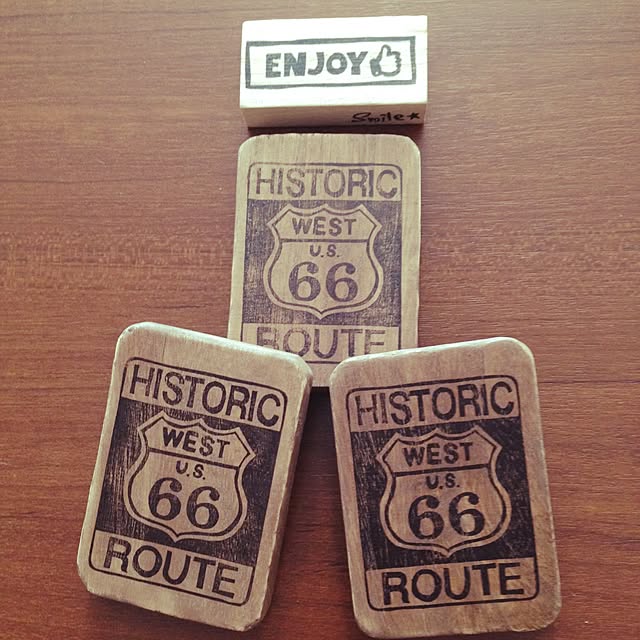 ENJOY
Smile★
HISTORIC
WEST
U.S.
66
ROUTE
HISTORIC
WEST
U.S.
66
ROUTE
HISTORIC
WEST
U.S.
66
ROUTE